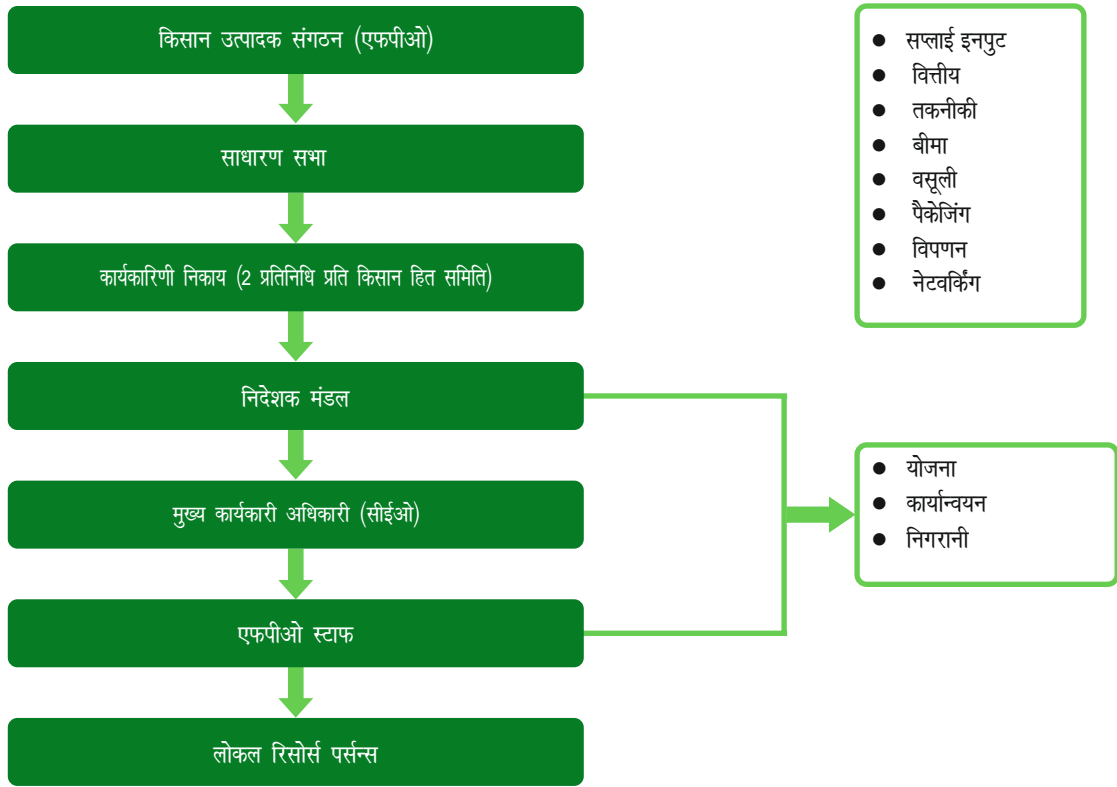 किसान उत्पादक संगठन (एफपीओ)
साधारण सभा
कार्यकारिणी निकाय (2 प्रतिनिधि प्रति किसान हित समिति)
निदेशक मंडल
मुख्य कार्यकारी अधिकारी (सीईओ)
एफपीओ स्टाफ
लोकल रिसोर्स पर्सन्स
● सप्लाई इनपुट
● वित्तीय
● तकनीकी
● बीमा
● वसूली
● पैकेजिंग
● विपणन
● नेटवर्किंग
● योजना
● कार्यान्वयन
● निगरानी